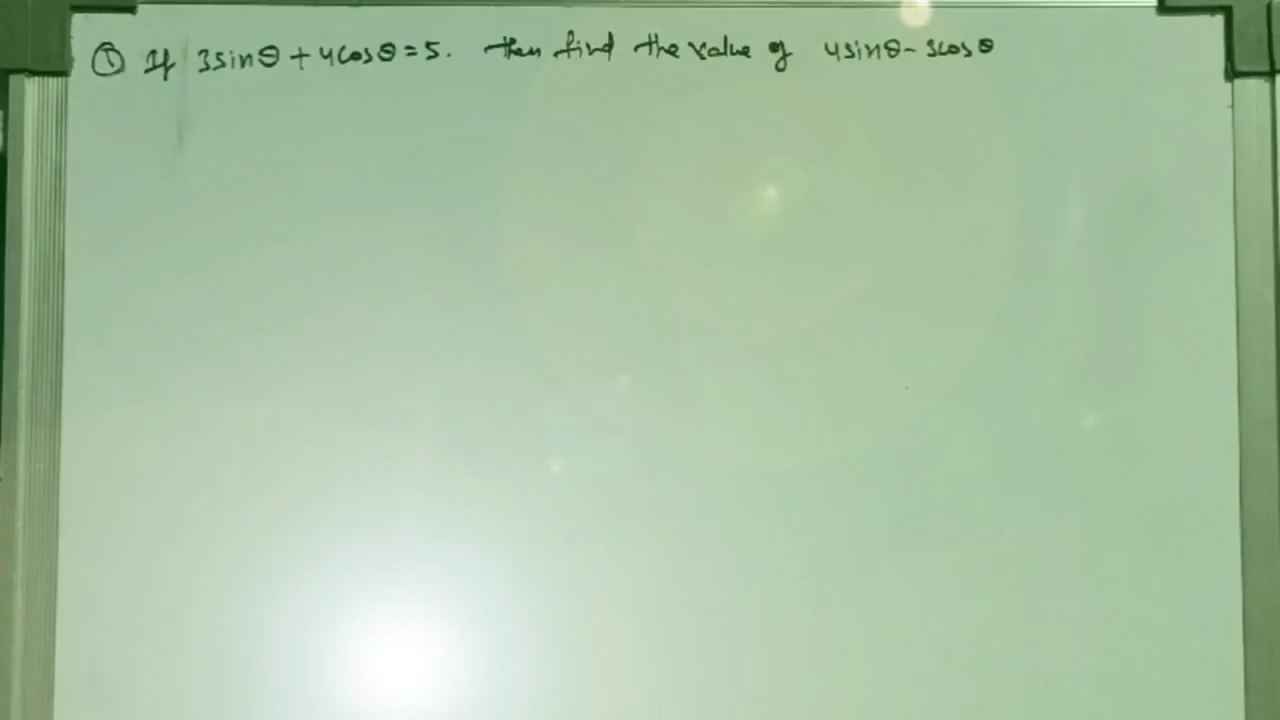 ① If 3sinθ + 4cosθ = 5. then find the value of 4sinθ - 3cosθ